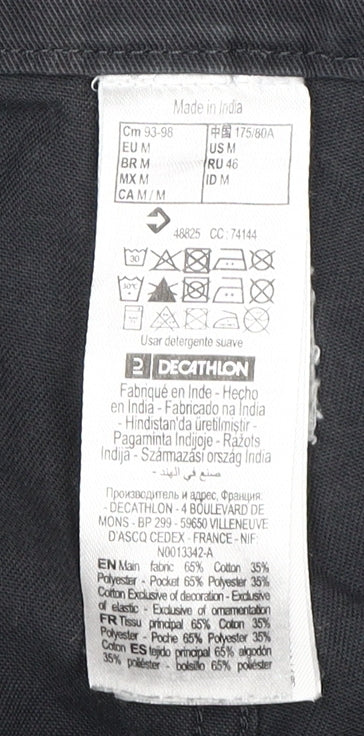 Made in India
Cm 93-98 中国 175/80A
EU M US M
BR M RU 46
MX M ID M
CA M / M
48825 CC: 74144
30
30°C
Usar detergente suave
DECATHLON
Fabriqué en Inde - Hecho
en India - Fabricado na India
- Hindistan'da üretilmiştir -
Pagaminta Indijoje - Ražots
Indijā - Származási ország India
صنع في الهند -
Производитель и адрес, Франция:
- DECATHLON - 4 BOULEVARD DE
MONS - BP 299 - 59650 VILLENEUVE
D'ASCQ CEDEX - FRANCE - NIF:
N0013342-A
EN Main fabric 65% Cotton 35%
Polyester - Pocket 65% Polyester 35%
Cotton Exclusive of decoration - Exclusive
of elastic - Exclusive of ornamentation
FR Tissu principal 65% Coton 35%
Polyester - Poche 65% Polyester 35%
Coton ES tejido principal 65% algodón
35% poliéster - bolsillo 65% poliéster